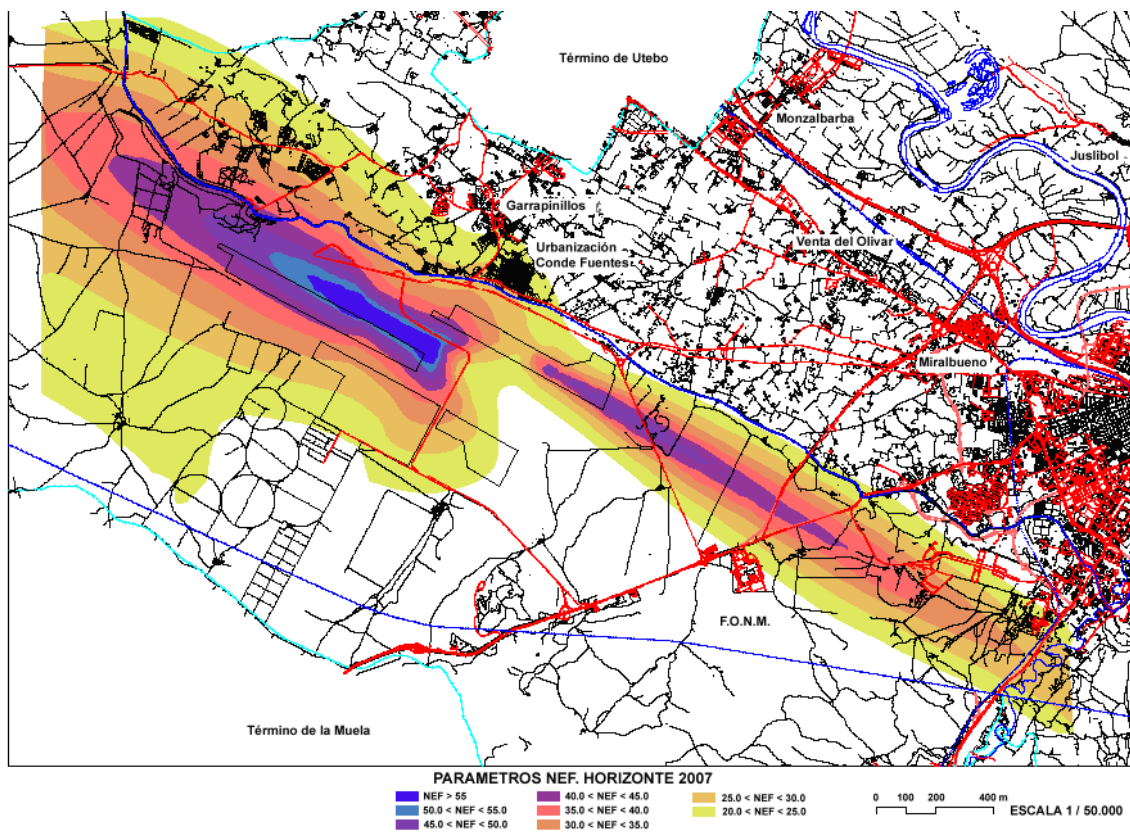 Término de Utebo
Monzalbarba
Juslibol
Garrapinillos
Venta del Olivar
Urbanización
Conde Fuentes
Miralbueno
F.O.N.M.
Término de la Muela
PARAMETROS NEF. HORIZONTE 2007
NEF > 55
40.0 < NEF < 45.0
25.0 < NEF < 30.0
50.0 < NEF < 55.0
35.0 < NEF < 40.0
20.0 < NEF < 25.0
45.0 < NEF < 50.0
30.0 < NEF < 35.0
0 100 200 400 m
ESCALA 1 / 50.000